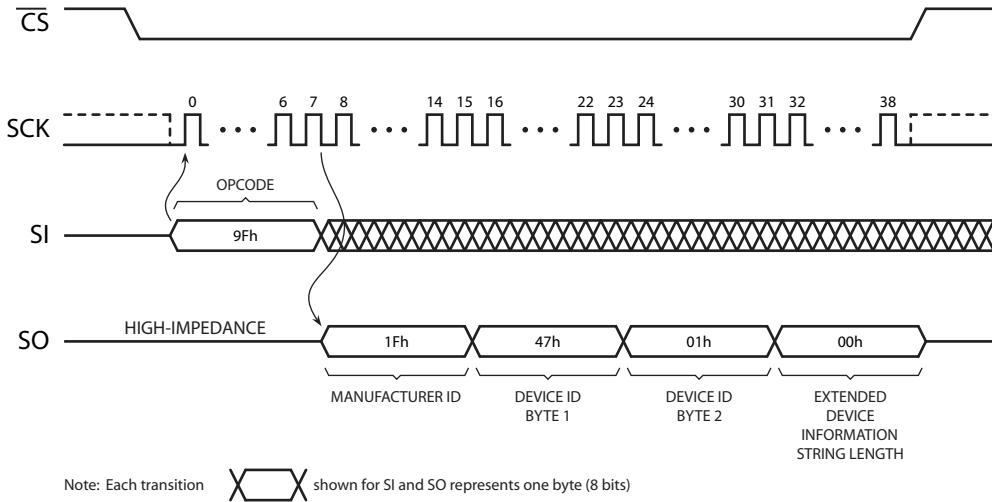 CS
0 6 7 8 14 15 16 22 23 24 30 31 32 38
SCK
OPCODE
SI 9Fh
HIGH-IMPEDANCE
SO 1Fh 47h 01h 00h
MANUFACTURER ID
DEVICE ID
BYTE 1
DEVICE ID
BYTE 2
EXTENDED
DEVICE
INFORMATION
STRING LENGTH
Note: Each transition shown for SI and SO represents one byte (8 bits)